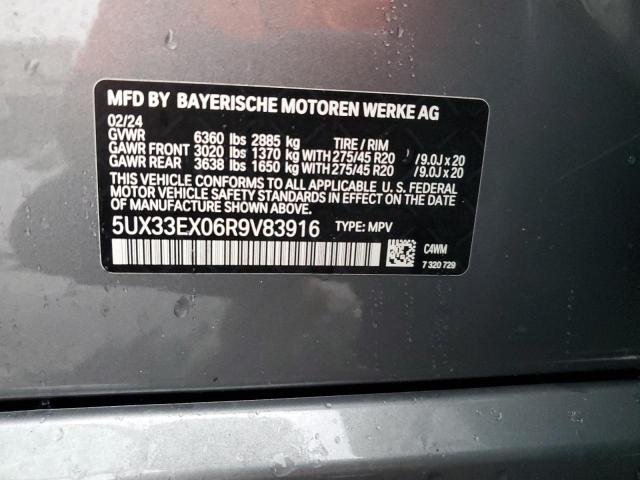 MFD BY BAYERISCHE MOTOREN WERKE AG
02/24
GVWR 6360 lbs 2885 kg TIRE / RIM
GAWR FRONT 3020 lbs 1370 kg WITH 275/45 R20 / 9.0J x 20
GAWR REAR 3638 lbs 1650 kg WITH 275/45 R20 / 9.0J x 20
THIS VEHICLE CONFORMS TO ALL APPLICABLE U. S. FEDERAL
MOTOR VEHICLE SAFETY STANDARDS IN EFFECT ON THE
DATE OF MANUFACTURE SHOWN ABOVE.
5UX33EX06R9V83916 TYPE: MPV
C4WM
7 320 729